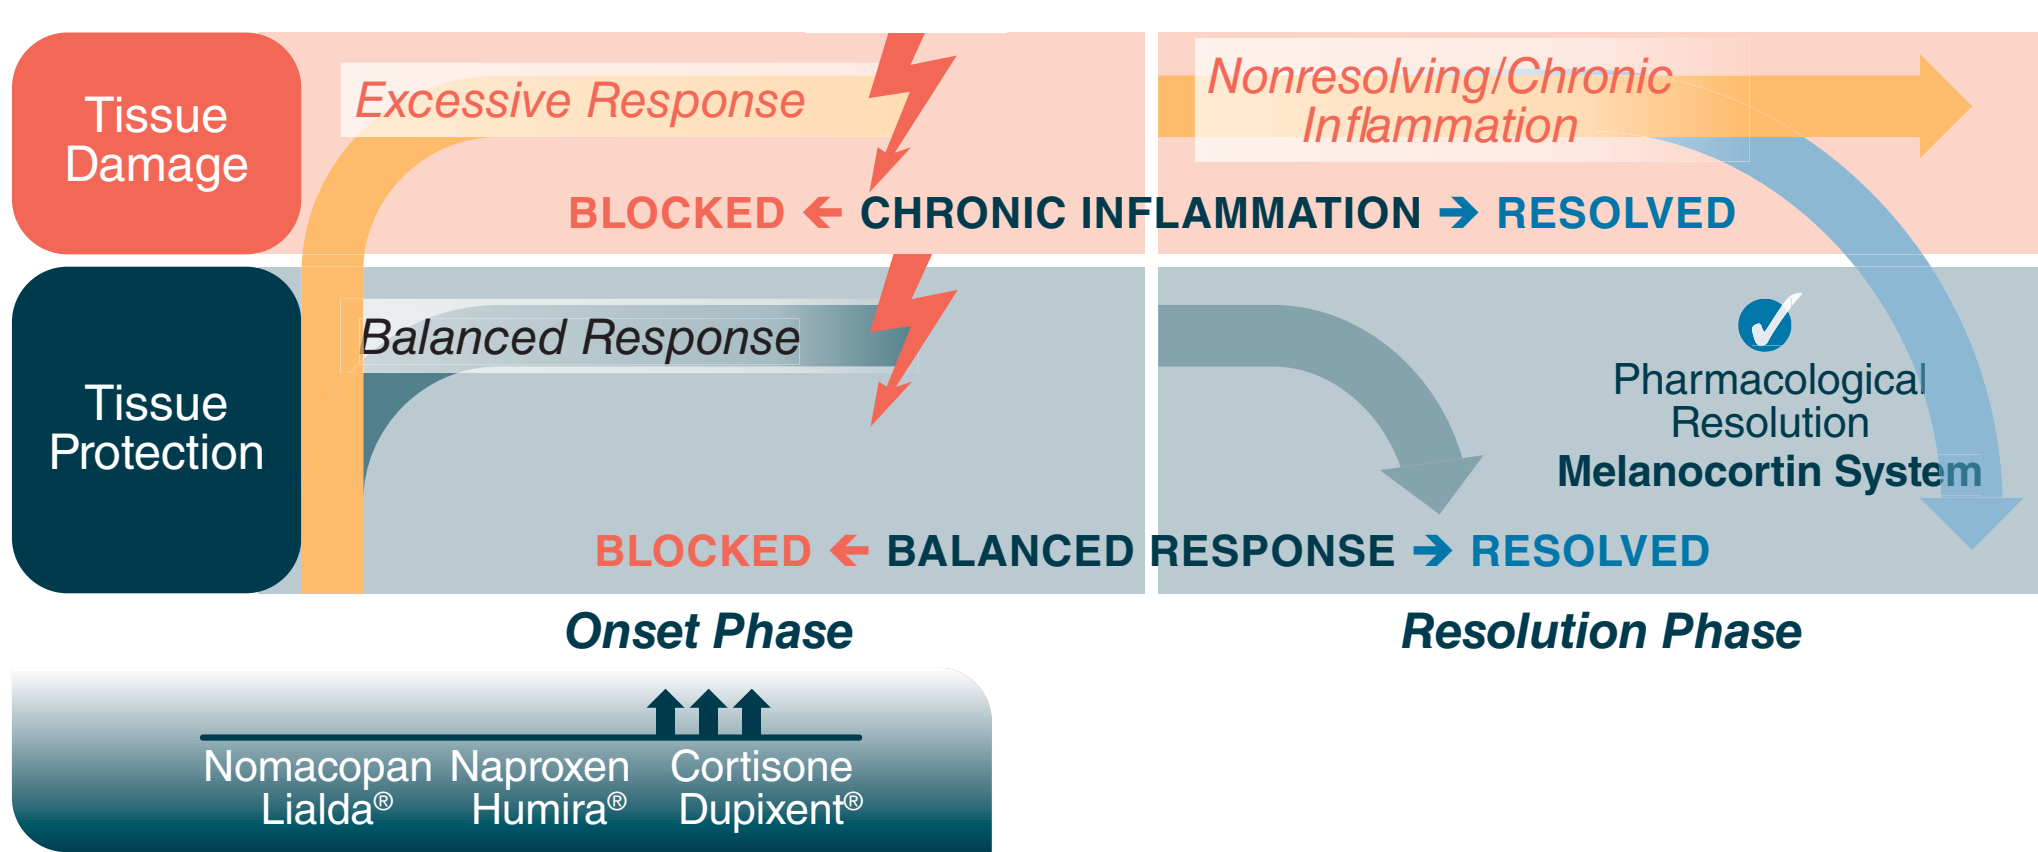 Tissue
Damage
Excessive Response
Nonresolving/Chronic
Inflammation
BLOCKED ← CHRONIC INFLAMMATION → RESOLVED
Tissue
Protection
Balanced Response
Pharmacological
Resolution
Melanocortin System
BLOCKED ← BALANCED RESPONSE → RESOLVED
Onset Phase
Resolution Phase
Nomacopan Naproxen Cortisone
Lialda® Humira® Dupixent®